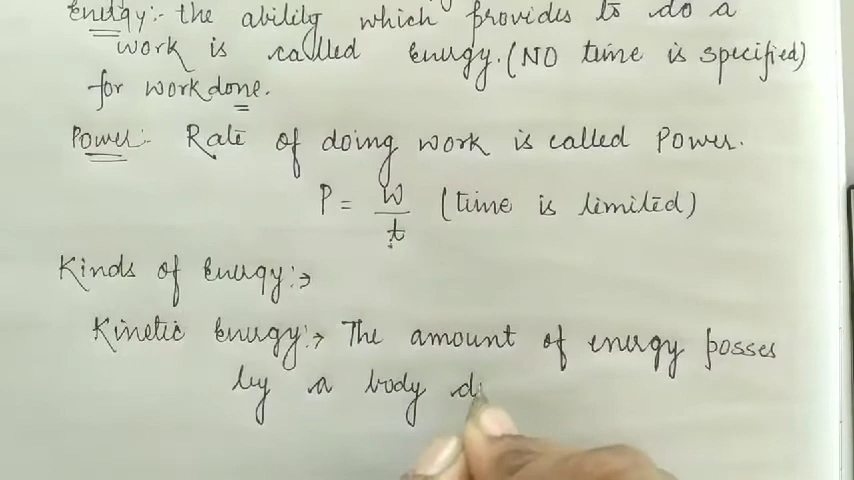 Energy:- the ability which provides to do a
work is called energy. (NO time is specified)
for work done.
Power:- Rate of doing work is called Power.
P = W/t (time is limited)
Kinds of energy:→
Kinetic energy:→ The amount of energy posses
by a body d